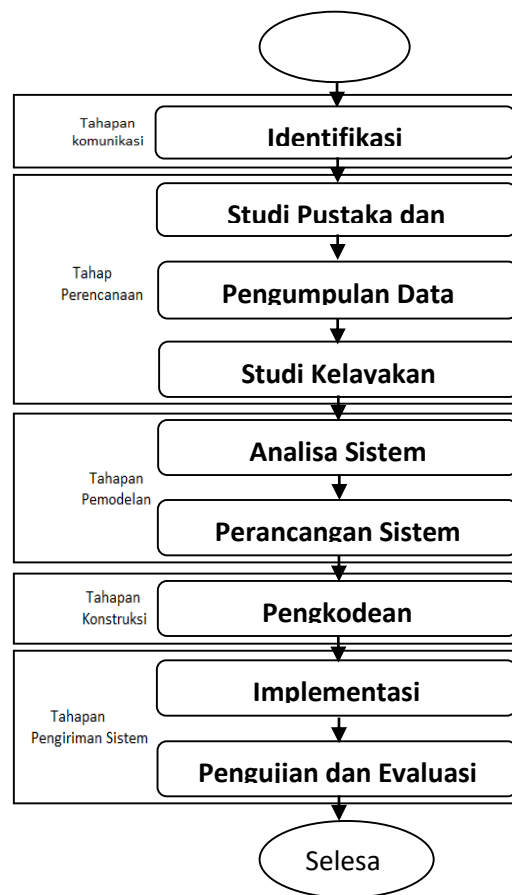 Tahapan
komunikasi
Identifikasi
Studi Pustaka dan
Tahap
Perencanaan
Pengumpulan Data
Studi Kelayakan
Tahapan
Pemodelan
Analisa Sistem
Perancangan Sistem
Tahapan
Konstruksi
Pengkodean
Tahapan
Pengiriman Sistem
Implementasi
Pengujian dan Evaluasi
Selesa